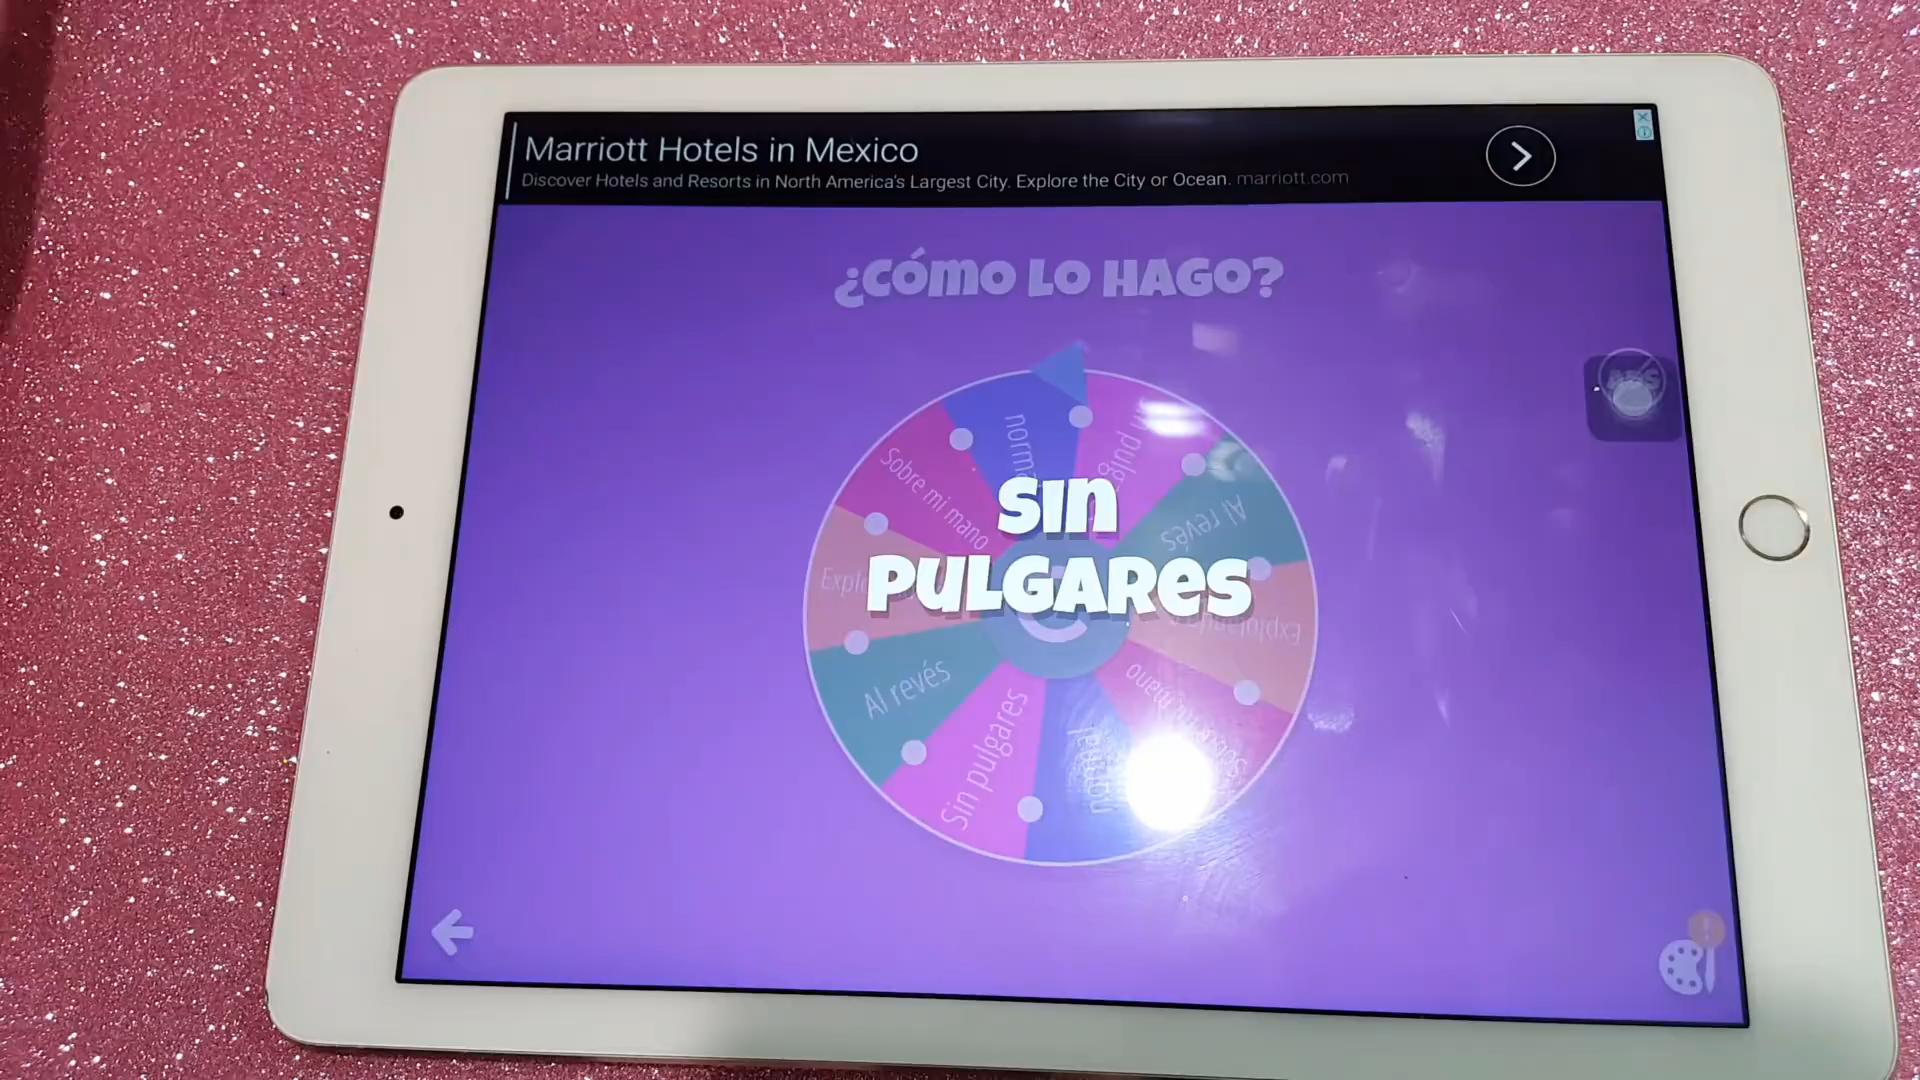 Marriott Hotels in Mexico
Discover Hotels and Resorts in North America's Largest City. Explore the City or Ocean. marriott.com
¿CÓMO LO HAGO?
Sobre mi mano
Al revés
SIN
PULGARES
Al revés
Sin pulgares